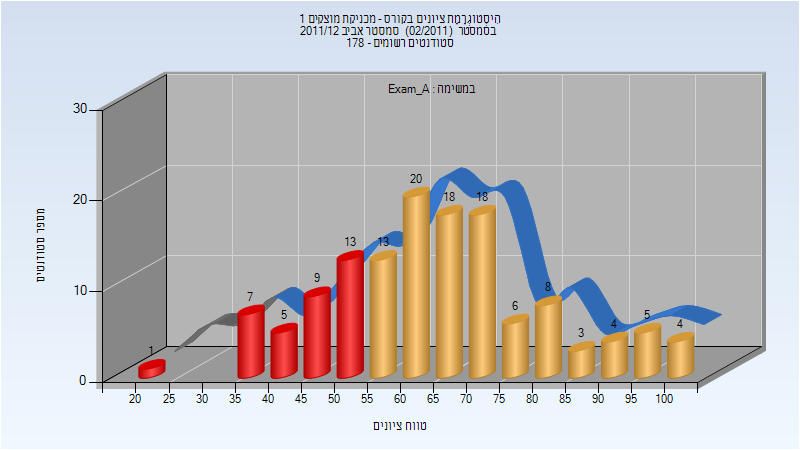 היסטוגרמת ציונים בקורס - מכניקת מוצקים 1
בסמסטר (02/2011) סמסטר אביב 2011/12
סטודנטים רשומים - 178
במשימה : Exam_A
מספר סטודנטים
30
20
10
0
1
7
5
9
13
13
20
18
18
6
8
3
4
5
4
20 25 30 35 40 45 50 55 60 65 70 75 80 85 90 95 100
טווח ציונים